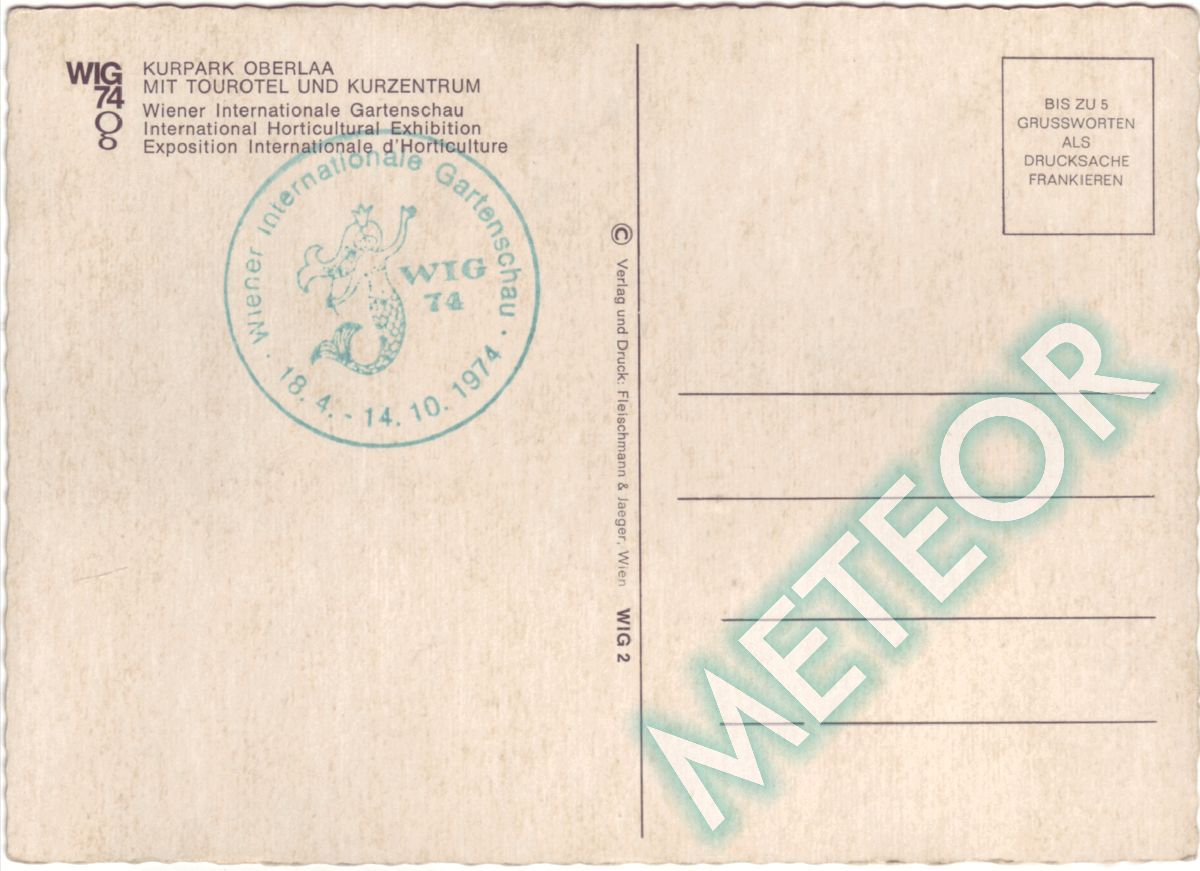 WIG
74
KURPARK OBERLAA
MIT TOUROTEL UND KURZENTRUM
Wiener Internationale Gartenschau
International Horticultural Exhibition
Exposition Internationale d'Horticulture
· Wiener Internationale Gartenschau ·
WIG
74
18. 4. - 14. 10. 1974
© Verlag und Druck: Fleischmann & Jaeger, Wien WIG 2
BIS ZU 5
GRUSSWORTEN
ALS
DRUCKSACHE
FRANKIEREN
METEOR